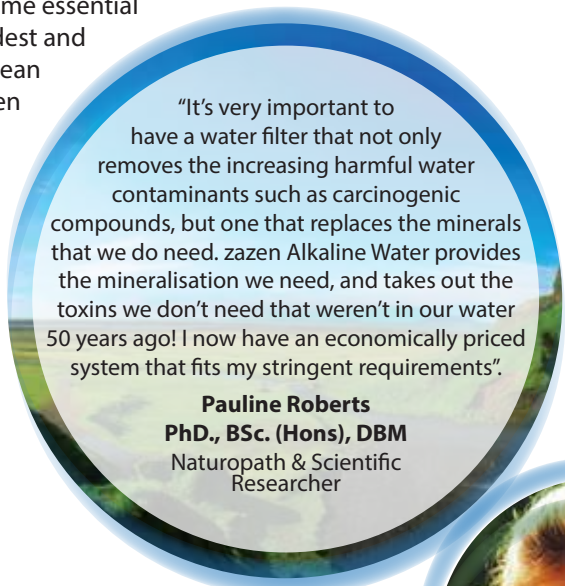 me essential
dest and
ean
en
“It’s very important to
have a water filter that not only
removes the increasing harmful water
contaminants such as carcinogenic
compounds, but one that replaces the minerals
that we do need. zazen Alkaline Water provides
the mineralisation we need, and takes out the
toxins we don’t need that weren’t in our water
50 years ago! I now have an economically priced
system that fits my stringent requirements”.
Pauline Roberts
PhD., BSc. (Hons), DBM
Naturopath & Scientific
Researcher